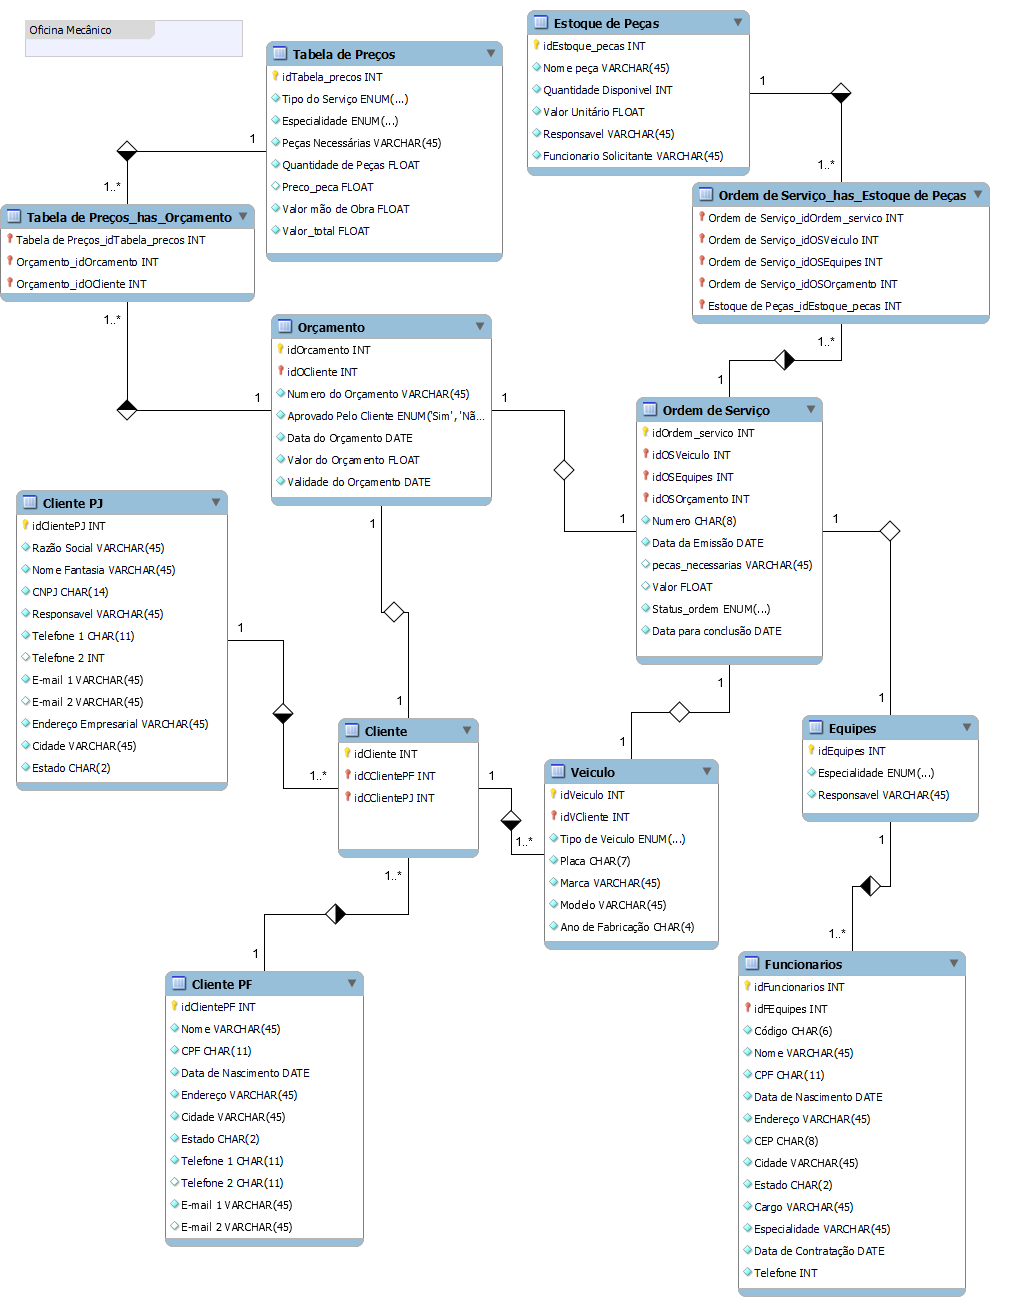 Oficina Mecânico
Tabela de Preços
idTabela_precos INT
Tipo do Serviço ENUM(...)
Especialidade ENUM(...)
Peças Necessárias VARCHAR(45)
Quantidade de Peças FLOAT
Preco_peca FLOAT
Valor mão de Obra FLOAT
Valor_total FLOAT
Estoque de Peças
idEstoque_pecas INT
Nome peça VARCHAR(45)
Quantidade Disponivel INT
Valor Unitário FLOAT
Responsavel VARCHAR(45)
Funcionario Solicitante VARCHAR(45)
1
1..*
1
1..*
Tabela de Preços_has_Orçamento
Tabela de Preços_idTabela_precos INT
Orçamento_idOrcamento INT
Orçamento_idOCliente INT
1..*
1
Ordem de Serviço_has_Estoque de Peças
Ordem de Serviço_idOrdem_servico INT
Ordem de Serviço_idOSVeiculo INT
Ordem de Serviço_idOSEquipes INT
Ordem de Serviço_idOSOrçamento INT
Estoque de Peças_idEstoque_pecas INT
1..*
1
Orçamento
idOrcamento INT
idOCliente INT
Numero do Orçamento VARCHAR(45)
Aprovado Pelo Cliente ENUM('Sim', 'Nã...
Data do Orçamento DATE
Valor do Orçamento FLOAT
Validade do Orçamento DATE
1
1
Ordem de Serviço
idOrdem_servico INT
idOSVeiculo INT
idOSEquipes INT
idOSOrçamento INT
Numero CHAR(8)
Data da Emissão DATE
pecas_necessarias VARCHAR(45)
Valor FLOAT
Status_ordem ENUM(...)
Data para conclusão DATE
1
1
1
1
Cliente PJ
idClientePJ INT
Razão Social VARCHAR(45)
Nome Fantasia VARCHAR(45)
CNPJ CHAR(14)
Responsavel VARCHAR(45)
Telefone 1 CHAR(11)
Telefone 2 INT
E-mail 1 VARCHAR(45)
E-mail 2 VARCHAR(45)
Endereço Empresarial VARCHAR(45)
Cidade VARCHAR(45)
Estado CHAR(2)
1
1..*
1
1
Cliente
idCliente INT
idCClientePF INT
idCClientePJ INT
1
1..*
1..*
1
Veiculo
idVeiculo INT
idVCliente INT
Tipo de Veiculo ENUM(...)
Placa CHAR(7)
Marca VARCHAR(45)
Modelo VARCHAR(45)
Ano de Fabricação CHAR(4)
Equipes
idEquipes INT
Especialidade ENUM(...)
Responsavel VARCHAR(45)
1
1..*
Cliente PF
idClientePF INT
Nome VARCHAR(45)
CPF CHAR(11)
Data de Nascimento DATE
Endereço VARCHAR(45)
Cidade VARCHAR(45)
Estado CHAR(2)
Telefone 1 CHAR(11)
Telefone 2 CHAR(11)
E-mail 1 VARCHAR(45)
E-mail 2 VARCHAR(45)
Funcionarios
idFuncionarios INT
idFEquipes INT
Código CHAR(6)
Nome VARCHAR(45)
CPF CHAR(11)
Data de Nascimento DATE
Endereço VARCHAR(45)
CEP CHAR(8)
Cidade VARCHAR(45)
Estado CHAR(2)
Cargo VARCHAR(45)
Especialidade VARCHAR(45)
Data de Contratação DATE
Telefone INT